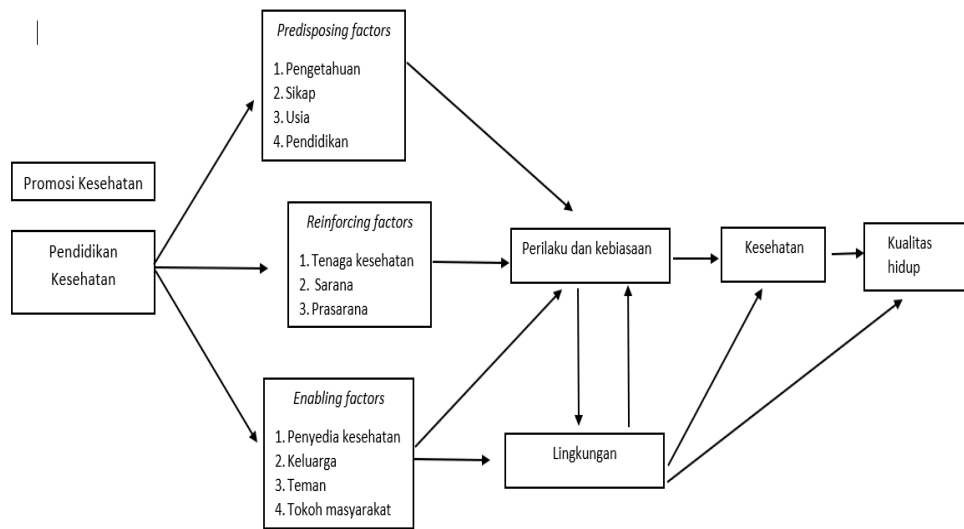 Promosi Kesehatan
Pendidikan
Kesehatan
Predisposing factors
1. Pengetahuan
2. Sikap
3. Usia
4. Pendidikan
Reinforcing factors
1. Tenaga kesehatan
2. Sarana
3. Prasarana
Enabling factors
1. Penyedia kesehatan
2. Keluarga
3. Teman
4. Tokoh masyarakat
Perilaku dan kebiasaan
Lingkungan
Kesehatan
Kualitas
hidup